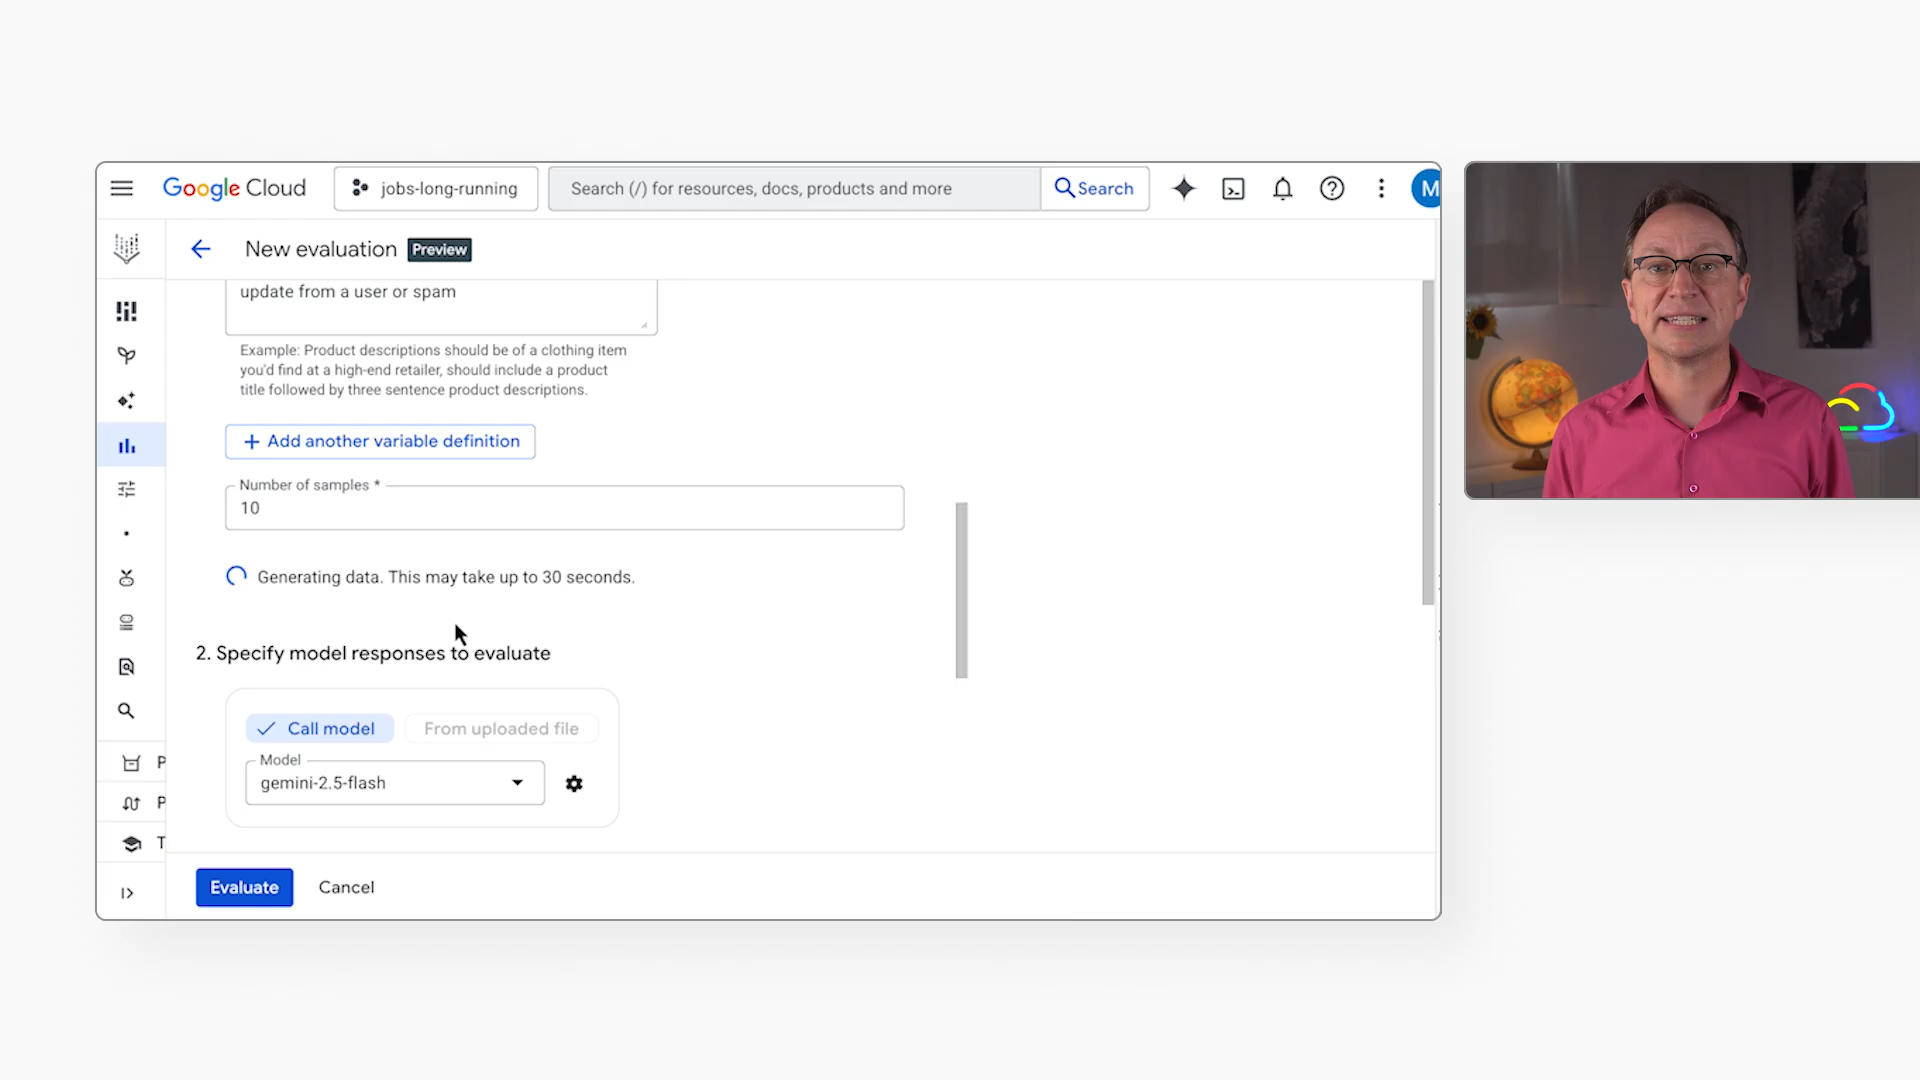 Google Cloud
jobs-long-running
Search (/) for resources, docs, products and more
Search
M
New evaluation
Preview
update from a user or spam
Example: Product descriptions should be of a clothing item
you'd find at a high-end retailer, should include a product
title followed by three sentence product descriptions.
+ Add another variable definition
Number of samples *
10
Generating data. This may take up to 30 seconds.
2. Specify model responses to evaluate
Call model
From uploaded file
Model
gemini-2.5-flash
P
P
T
Evaluate
Cancel